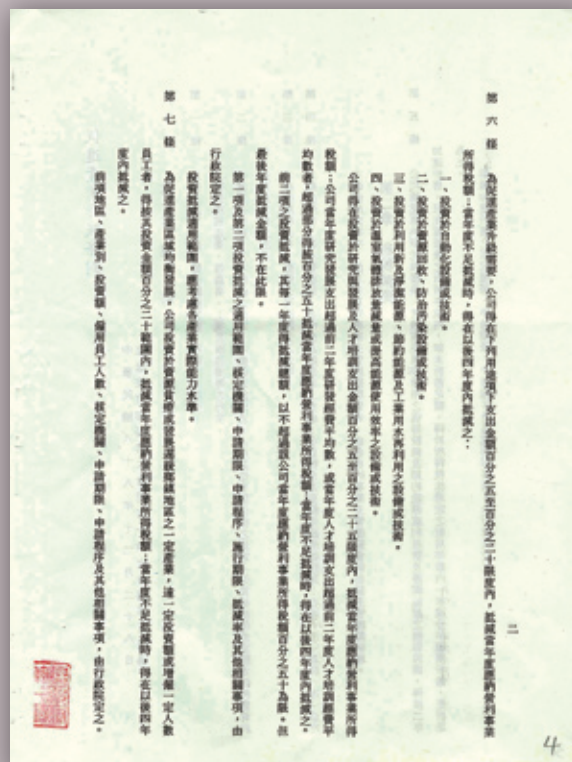 二
第六條　為促進產業升級需要，公司得在下列用途項下支出金額百分之五至百分之二十限度內，抵減當年度應納營利事業
所得稅額；當年度不足抵減時，得在以後四年度內抵減之：
一、投資於自動化設備或技術。
二、投資於資源回收、防治污染設備或技術。
三、投資於利用新及淨潔能源、節約能源及工業用水再利用之設備或技術。
四、投資於溫室氣體排放量減量或提高能源使用效率之設備或技術。
公司得在投資於研究與發展及人才培訓支出金額百分之五至百分之二十五限度內，抵減當年度應納營利事業所得
稅額；公司當年度研究發展支出超過前二年度研發經費平均數，或當年度人才培訓支出超過前二年度人才培訓經費平
均數者，超過部分得按百分之五十抵減當年度應納營利事業所得稅額；當年度不足抵減時，得在以後四年度內抵減之。
前二項之投資抵減，其每一年度得抵減總額，以不超過該公司當年度應納營利事業所得稅額百分之五十為限。但
最後年度抵減金額，不在此限。
第一項及第二項投資抵減之適用範圍、核定機關、申請期限、申請程序、施行期限、抵減率及其他相關事項，由
行政院定之。
投資抵減適用範圍，應考慮各產業實際能力水準。
第七條　為促進產業區域均衡發展，公司投資於資源貧瘠或發展遲緩鄉鎮地區之一定產業，達一定投資額或增僱一定人數
員工者，得按其投資金額百分之二十範圍內，抵減當年度應納營利事業所得稅額；當年度不足抵減時，得在以後四年
度內抵減之。
前項地區、產業別、投資額、僱用員工人數、核定機關、申請期限、申請程序及其他相關事項，由行政院定之。
4